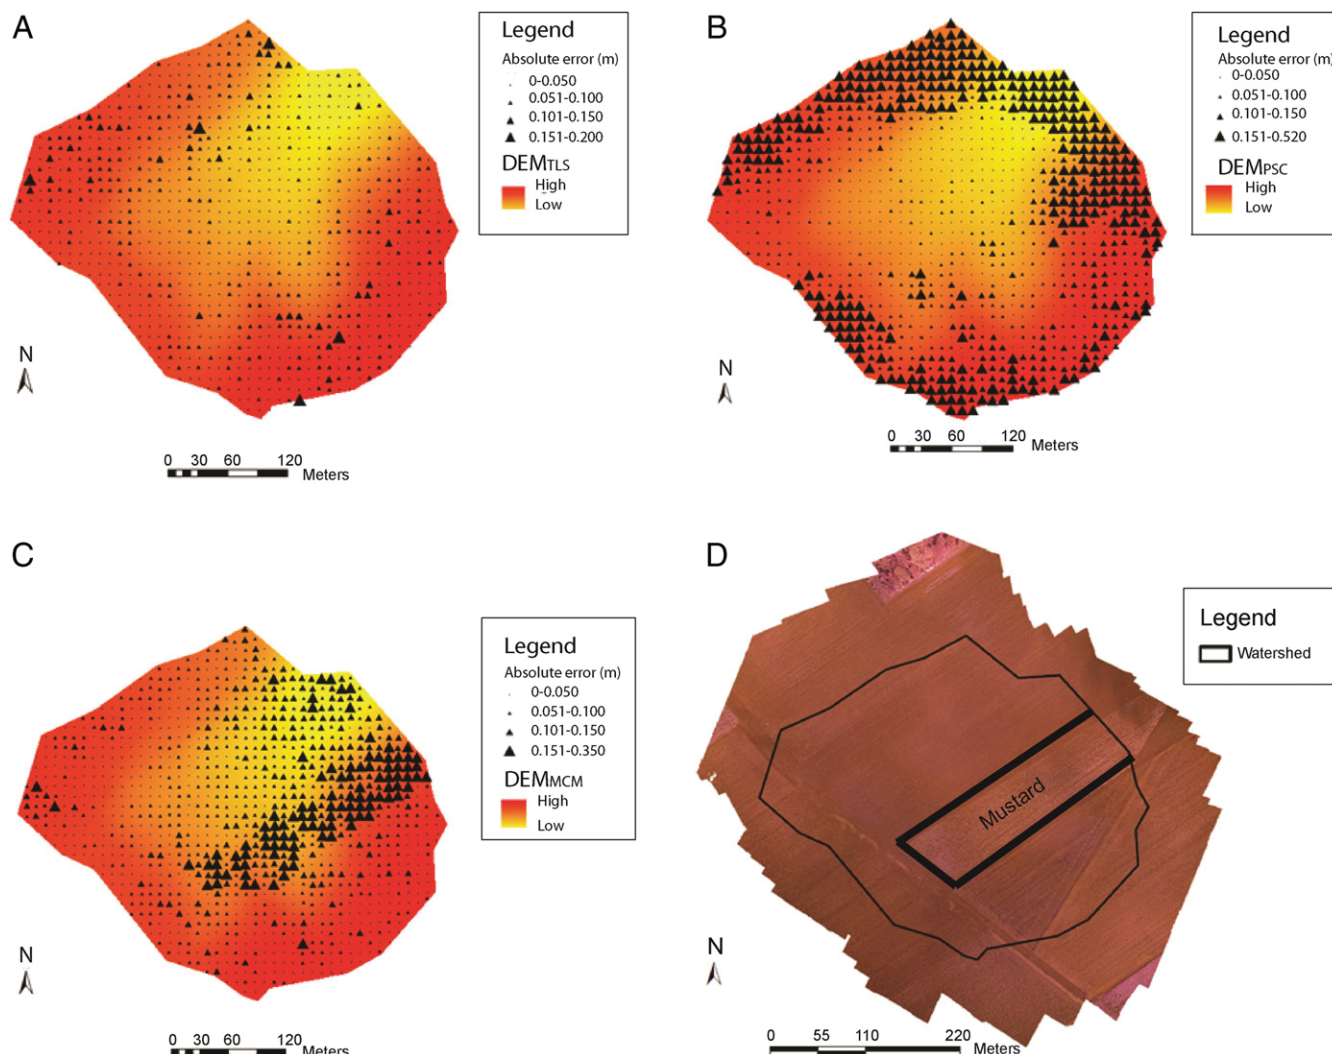 A
Legend
Absolute error (m)
0-0.050
0.051-0.100
0.101-0.150
0.151-0.200
DEMTLS
High
Low
N
0 30 60 120
Meters
B
Legend
Absolute error (m)
0-0.050
0.051-0.100
0.101-0.150
0.151-0.520
DEMPSC
High
Low
N
0 30 60 120
Meters
C
Legend
Absolute error (m)
0-0.050
0.051-0.100
0.101-0.150
0.151-0.350
DEMMCM
High
Low
N
0 30 60 120
Meters
D
Legend
Watershed
Mustard
N
0 55 110 220
Meters